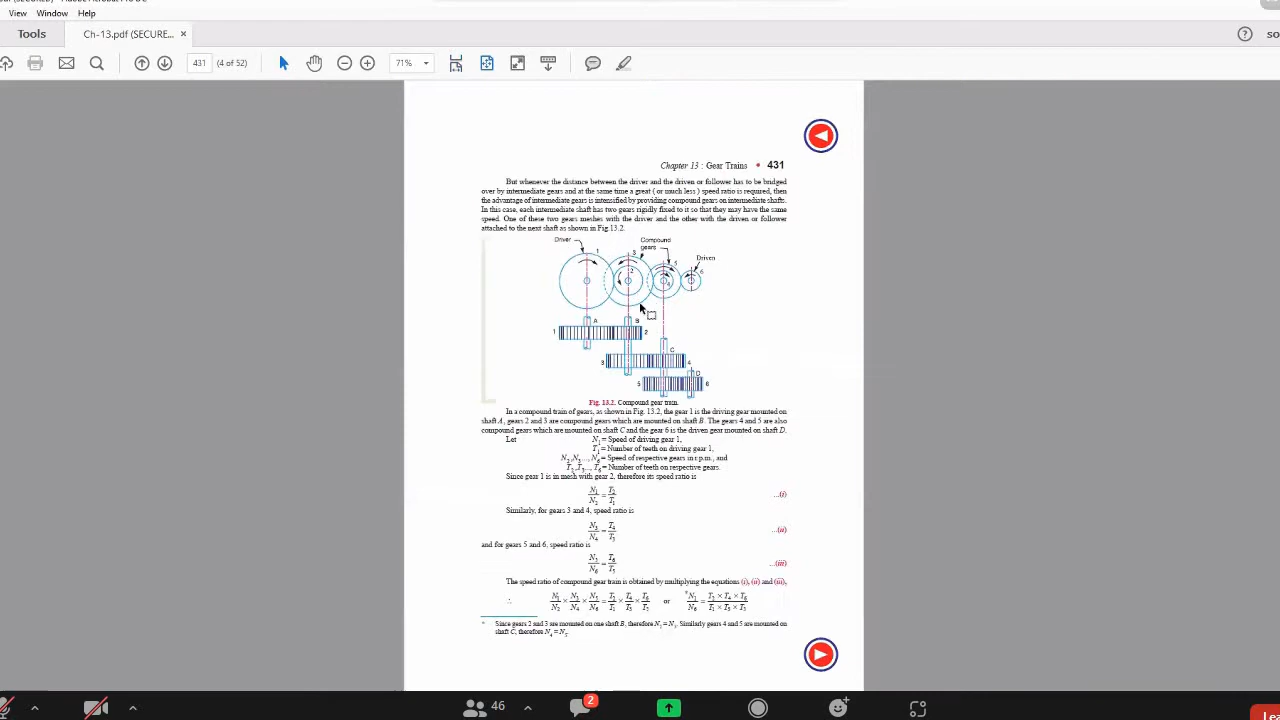 View Window Help
Tools
Ch-13.pdf (SECURE... ×
?
431 (4 of 52)
71%
Chapter 13 : Gear Trains • 431
But whenever the distance between the driver and the driven or follower has to be bridged
over by intermediate gears and at the same time a great ( or much less ) speed ratio is required, then
the advantage of intermediate gears is intensified by providing compound gears on intermediate shafts.
In this case, each intermediate shaft has two gears rigidly fixed to it so that they may have the same
speed. One of these two gears meshes with the driver and the other with the driven or follower
attached to the next shaft as shown in Fig.13.2.
Driver
Compound
gears
Driven
1
3
2
5
4
6
A
B
1
2
C
3
4
D
5
6
Fig. 13.2. Compound gear train.
In a compound train of gears, as shown in Fig. 13.2, the gear 1 is the driving gear mounted on
shaft A, gears 2 and 3 are compound gears which are mounted on shaft B. The gears 4 and 5 are also
compound gears which are mounted on shaft C and the gear 6 is the driven gear mounted on shaft D.
Let N1 = Speed of driving gear 1,
T1 = Number of teeth on driving gear 1,
N2 ,N3 ..., N6 = Speed of respective gears in r.p.m., and
T2 ,T3..., T6 = Number of teeth on respective gears.
Since gear 1 is in mesh with gear 2, therefore its speed ratio is
N1/N2 = T2/T1 ...(i)
Similarly, for gears 3 and 4, speed ratio is
N3/N4 = T4/T3 ...(ii)
and for gears 5 and 6, speed ratio is
N5/N6 = T6/T5 ...(iii)
The speed ratio of compound gear train is obtained by multiplying the equations (i), (ii) and (iii),
∴ N1/N2 × N3/N4 × N5/N6 = T2/T1 × T4/T3 × T6/T5 or *N1/N6 = T2 × T4 × T6/T1 × T3 × T5
* Since gears 2 and 3 are mounted on one shaft B, therefore N2 = N3. Similarly gears 4 and 5 are mounted on
shaft C, therefore N4 = N5.
46
2